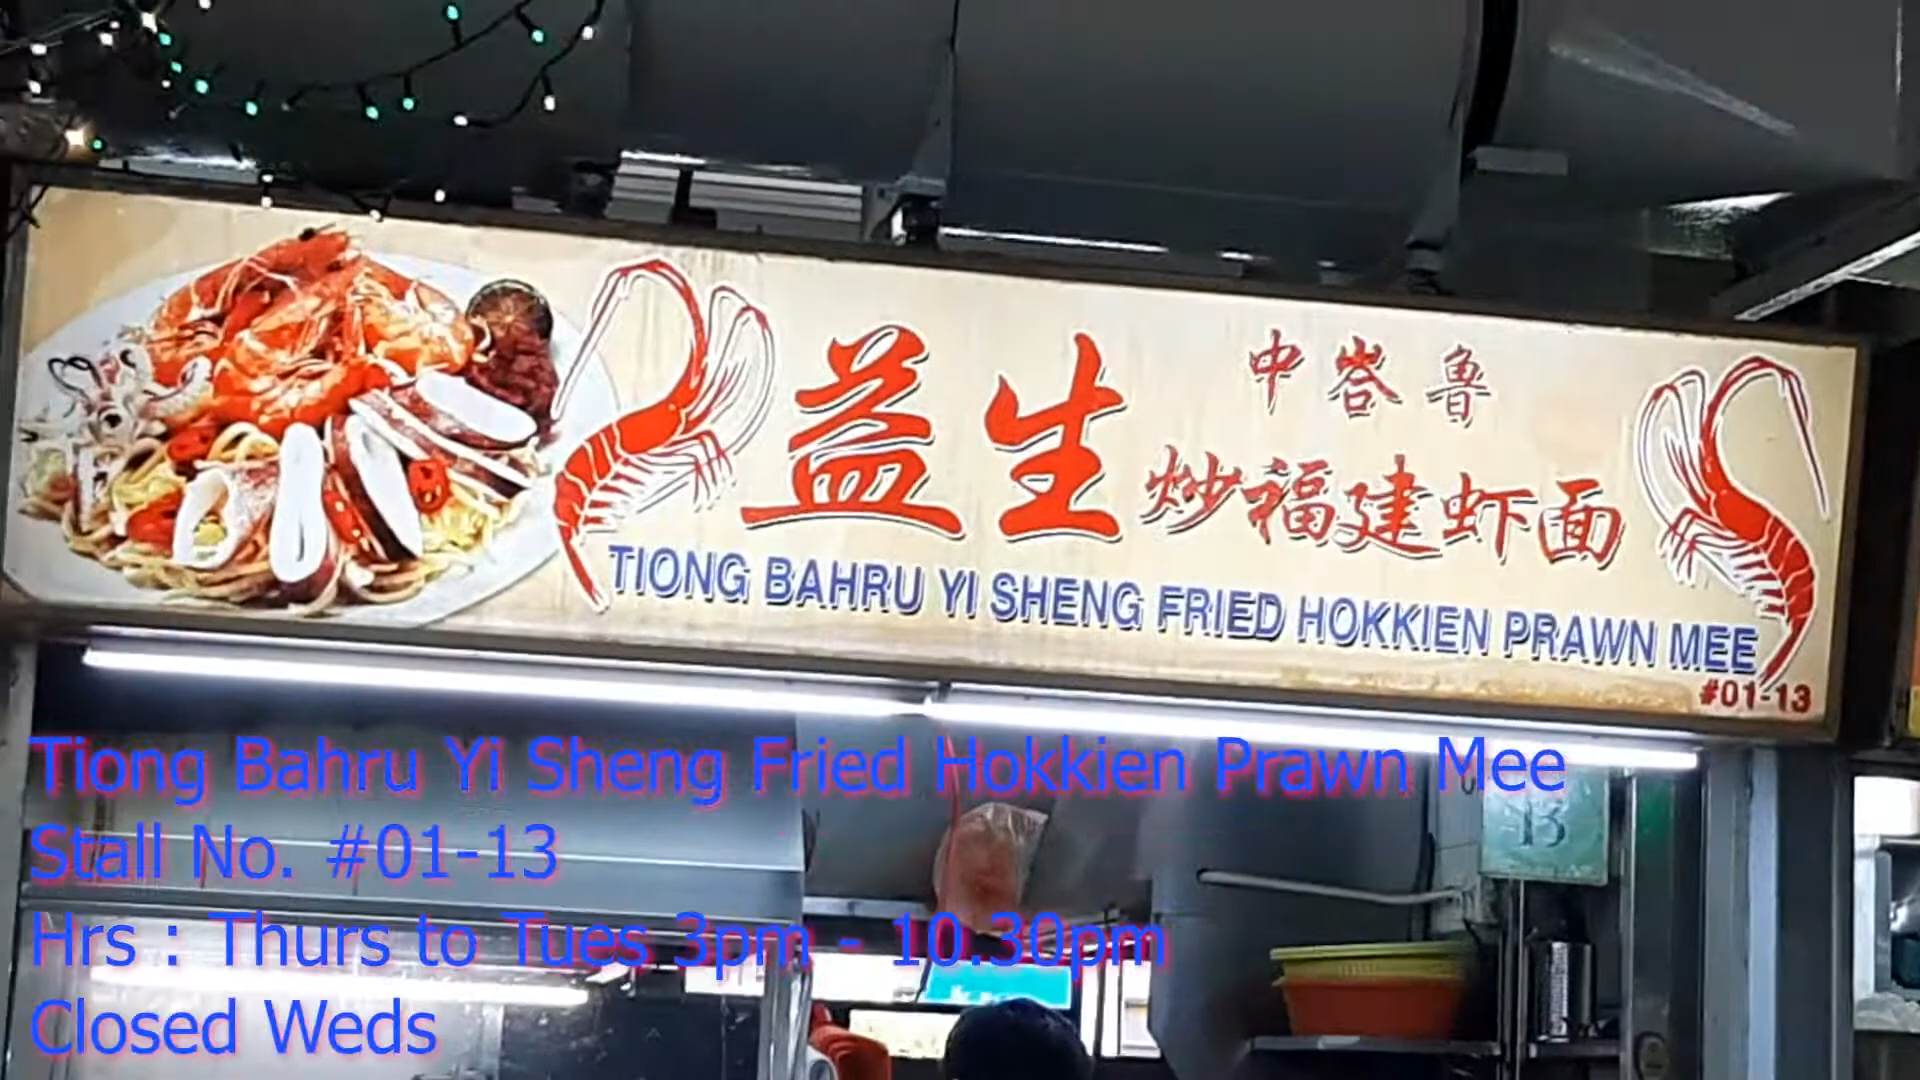 中峇鲁
益生 炒福建虾面
TIONG BAHRU YI SHENG FRIED HOKKIEN PRAWN MEE
#01-13
Tiong Bahru Yi Sheng Fried Hokkien Prawn Mee
Stall No. #01-13
13
Hrs : Thurs to Tues 3pm - 10.30pm
Closed Weds